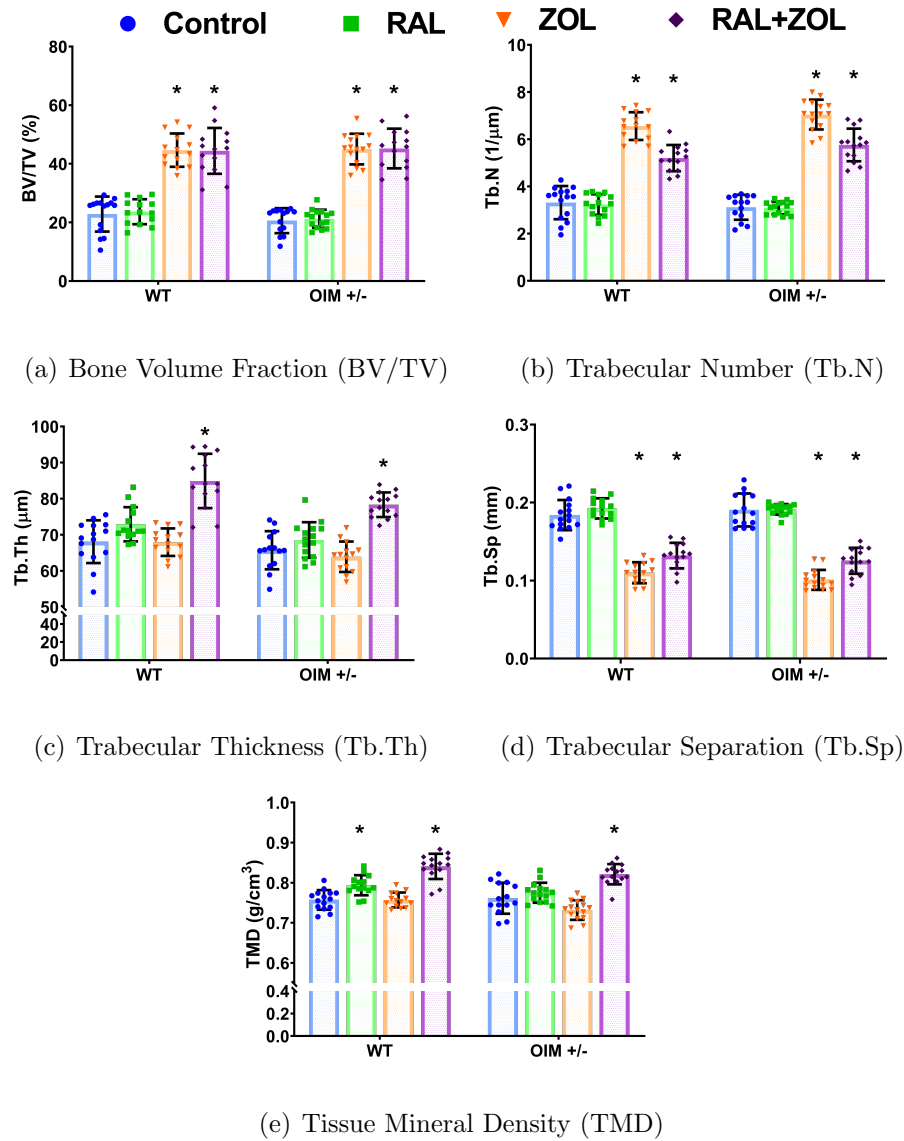 Control RAL ZOL RAL+ZOL
80
60
40
20
0
BV/TV (%)
* * * *
WT OIM +/-
(a) Bone Volume Fraction (BV/TV)
10
8
6
4
2
0
Tb.N (1/μm)
* * * *
WT OIM +/-
(b) Trabecular Number (Tb.N)
100
90
80
70
60
50
40
30
20
10
0
Tb.Th (μm)
* *
WT OIM +/-
(c) Trabecular Thickness (Tb.Th)
0.3
0.2
0.1
0.0
Tb.Sp (mm)
* * * *
WT OIM +/-
(d) Trabecular Separation (Tb.Sp)
1.0
0.9
0.8
0.7
0.6
0.4
0.2
0.0
TMD (g/cm³)
* * *
WT OIM +/-
(e) Tissue Mineral Density (TMD)